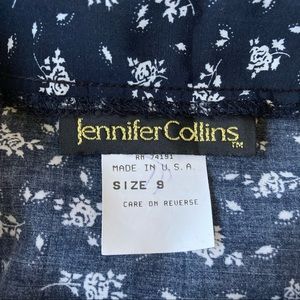 Jennifer Collins
TM
RN 74191
MADE IN U.S.A.
SIZE 9
CARE ON REVERSE